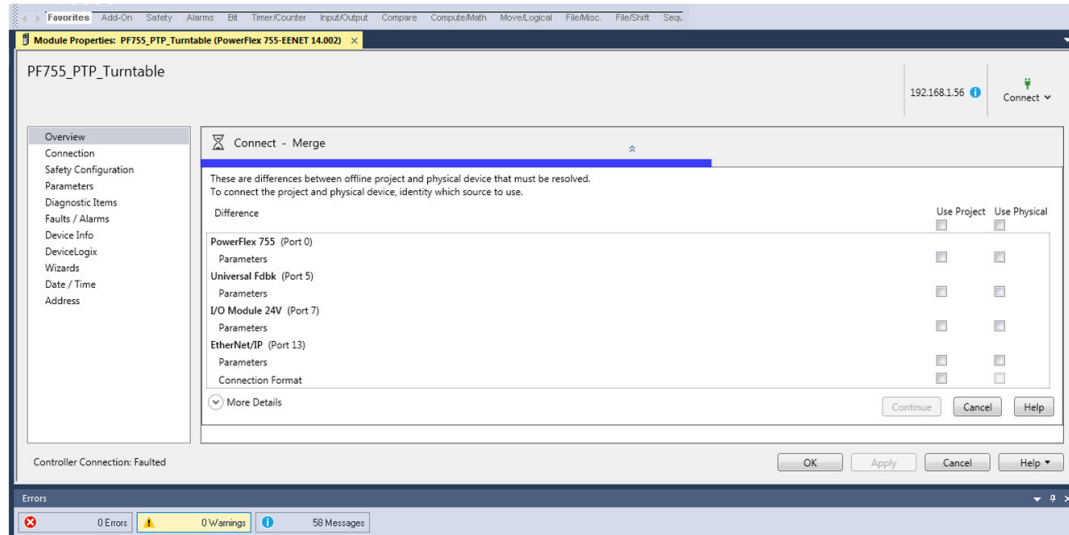 Favorites Add-On Safety Alarms Bit Timer/Counter Input/Output Compare Compute/Math Move/Logical File/Misc. File/Shift Sequ.
Module Properties: PF755_PTP_Turntable (PowerFlex 755-EENET 14.002) ×
PF755_PTP_Turntable
192.168.1.56
Connect
Overview
Connection
Safety Configuration
Parameters
Diagnostic Items
Faults / Alarms
Device Info
DeviceLogix
Wizards
Date / Time
Address
Connect - Merge
These are differences between offline project and physical device that must be resolved.
To connect the project and physical device, identity which source to use.
Difference Use Project Use Physical
PowerFlex 755 (Port 0)
Parameters
Universal Fdbk (Port 5)
Parameters
I/O Module 24V (Port 7)
Parameters
EtherNet/IP (Port 13)
Parameters
Connection Format
More Details Continue Cancel Help
Controller Connection: Faulted OK Apply Cancel Help
Errors
0 Errors 0 Warnings 58 Messages